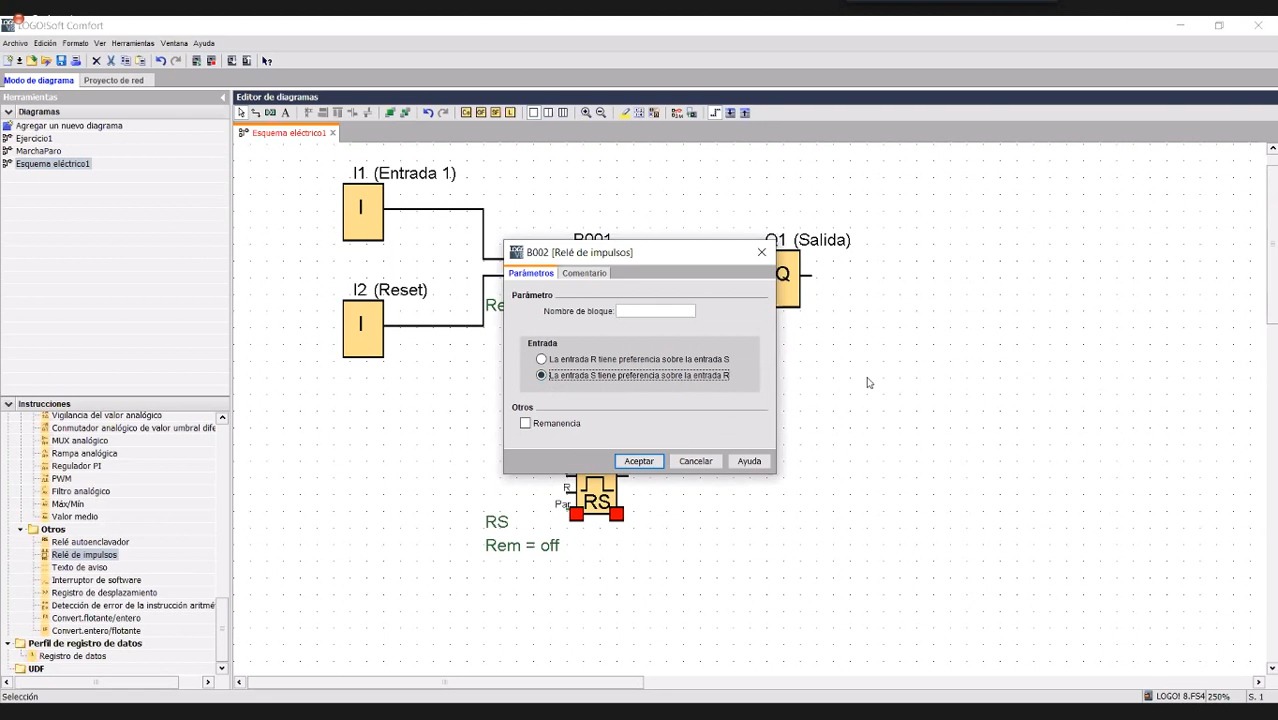 LOGO!Soft Comfort
Archivo Edición Formato Ver Herramientas Ventana Ayuda
Modo de diagrama Proyecto de red
Herramientas
Editor de diagramas
Diagramas
Agregar un nuevo diagrama
Ejercicio1
MarchaParo
Esquema eléctrico1
Esquema eléctrico1
I1 (Entrada 1)
I
B001
Q1 (Salida)
Q
I2 (Reset)
I
Re
B002 [Relé de impulsos]
Parámetros Comentario
Parámetro
Nombre de bloque:
Entrada
La entrada R tiene preferencia sobre la entrada S
La entrada S tiene preferencia sobre la entrada R
Otros
Remanencia
Aceptar Cancelar Ayuda
R
Par
RS
RS
Rem = off
Instrucciones
Vigilancia del valor analógico
Conmutador analógico de valor umbral dife
MUX analógico
Rampa analógica
Regulador PI
PWM
Filtro analógico
Máx/Mín
Valor medio
Otros
Relé autoenclavador
Relé de impulsos
Texto de aviso
Interruptor de software
Registro de desplazamiento
Detección de error de la instrucción aritmé
Convert.flotante/entero
Convert.entero/flotante
Perfil de registro de datos
Registro de datos
UDF
Selección
LOGO! 8.FS4 250% S. 1